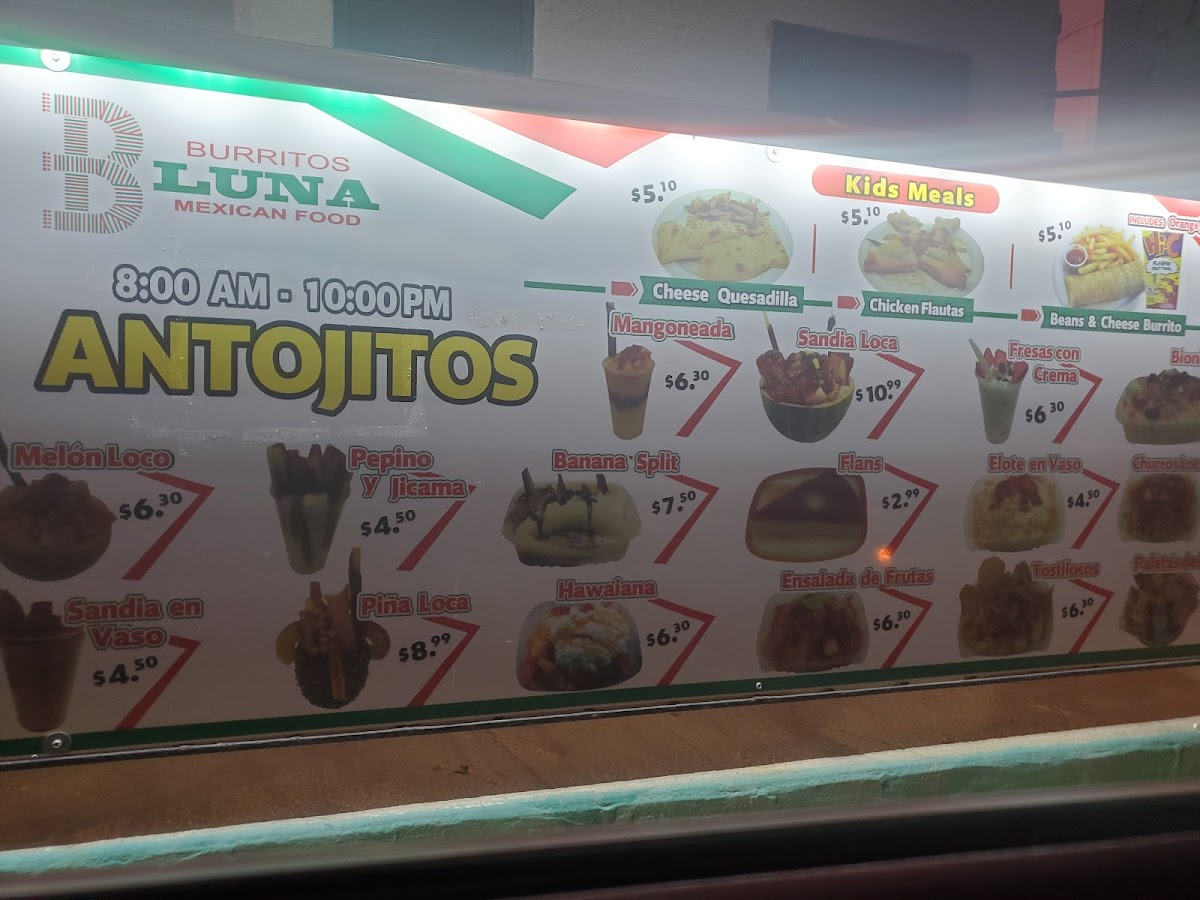 BURRITOS
LUNA
MEXICAN FOOD
8:00 AM - 10:00 PM
ANTOJITOS
Kids Meals
$5.10
Cheese Quesadilla
$5.10
Chicken Flautas
$5.10
INCLUDES: Orange
Hi-C
Beans & Cheese Burrito
Mangoneada
$6.30
Sandia Loca
$10.99
Fresas con
Crema
$6.30
Melón Loco
$6.30
Pepino
y Jicama
$4.50
Banana Split
$7.50
Flans
$2.99
Elote en Vaso
$4.50
Sandia en
Vaso
$4.50
Piña Loca
$8.99
Hawaiana
$6.30
Ensalada de Frutas
$6.30
Tostilocos
$6.30